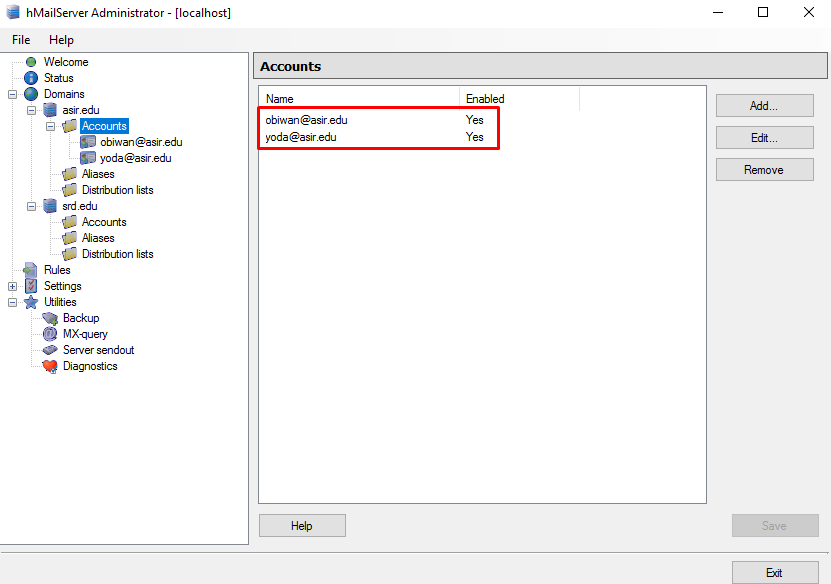 hMailServer Administrator - [localhost]
File Help
Welcome
Status
Domains
asir.edu
Accounts
obiwan@asir.edu
yoda@asir.edu
Aliases
Distribution lists
srd.edu
Accounts
Aliases
Distribution lists
Rules
Settings
Utilities
Backup
MX-query
Server sendout
Diagnostics
Accounts
Name Enabled
obiwan@asir.edu Yes
yoda@asir.edu Yes
Add...
Edit...
Remove
Help
Save
Exit